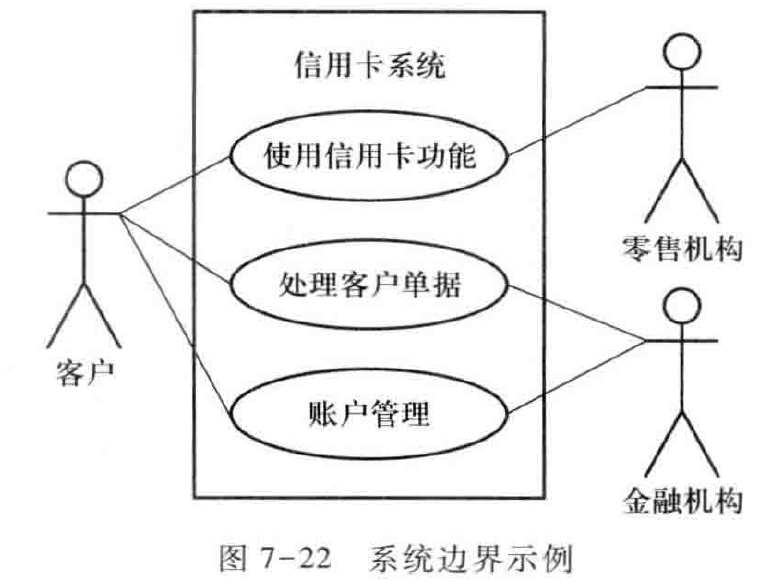 信用卡系统
使用信用卡功能
零售机构
处理客户单据
客户
账户管理
金融机构
图 7-22 系统边界示例